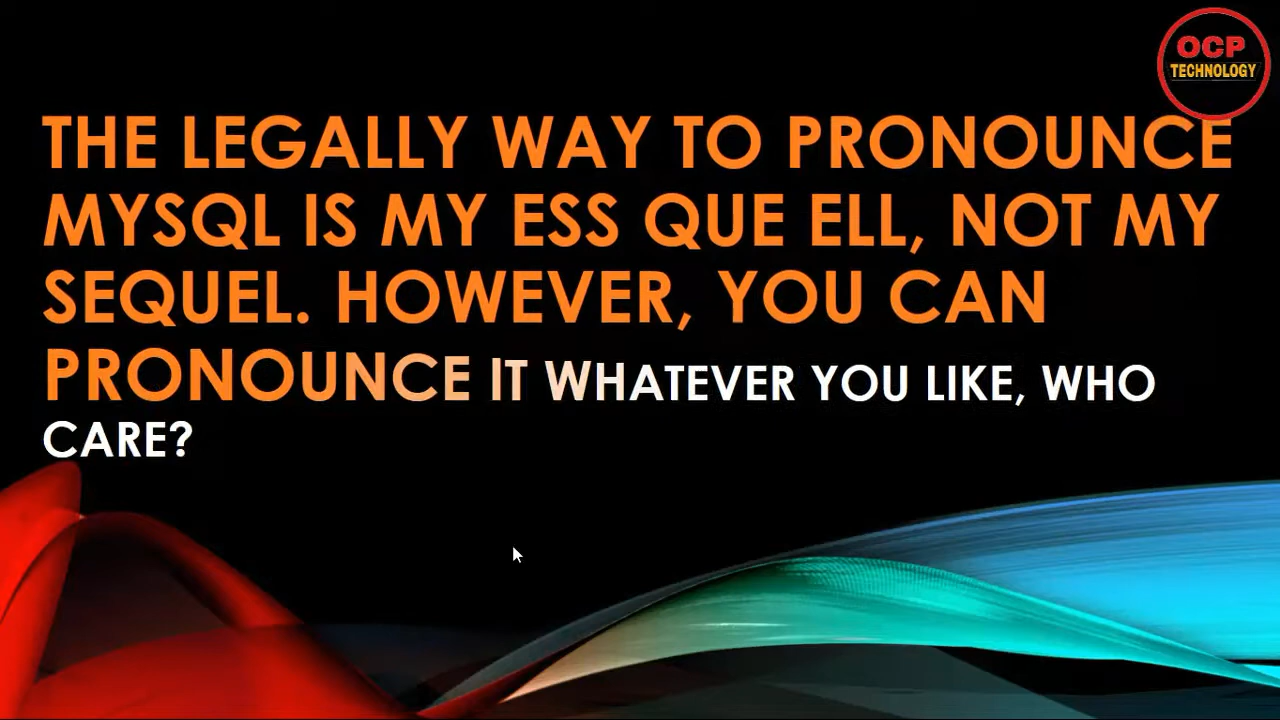 OCP
TECHNOLOGY
THE LEGALLY WAY TO PRONOUNCE
MYSQL IS MY ESS QUE ELL, NOT MY
SEQUEL. HOWEVER, YOU CAN
PRONOUNCE IT WHATEVER YOU LIKE, WHO
CARE?